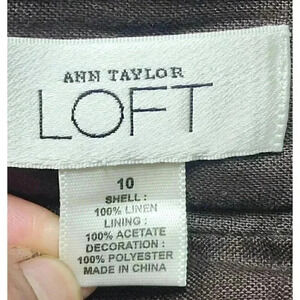 ANN TAYLOR
LOFT
10
SHELL :
100% LINEN
LINING :
100% ACETATE
DECORATION :
100% POLYESTER
MADE IN CHINA